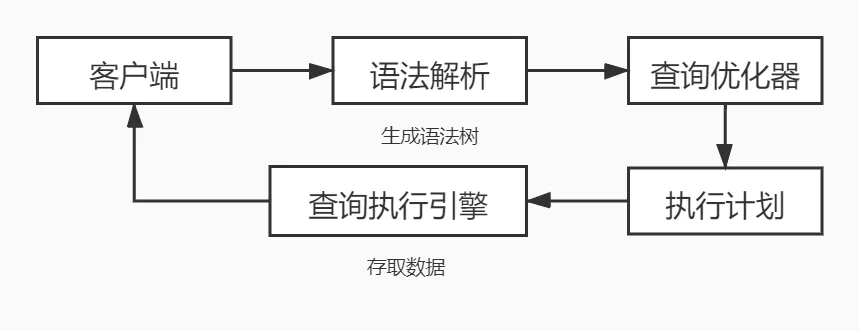 客户端
语法解析
查询优化器
生成语法树
查询执行引擎
执行计划
存取数据